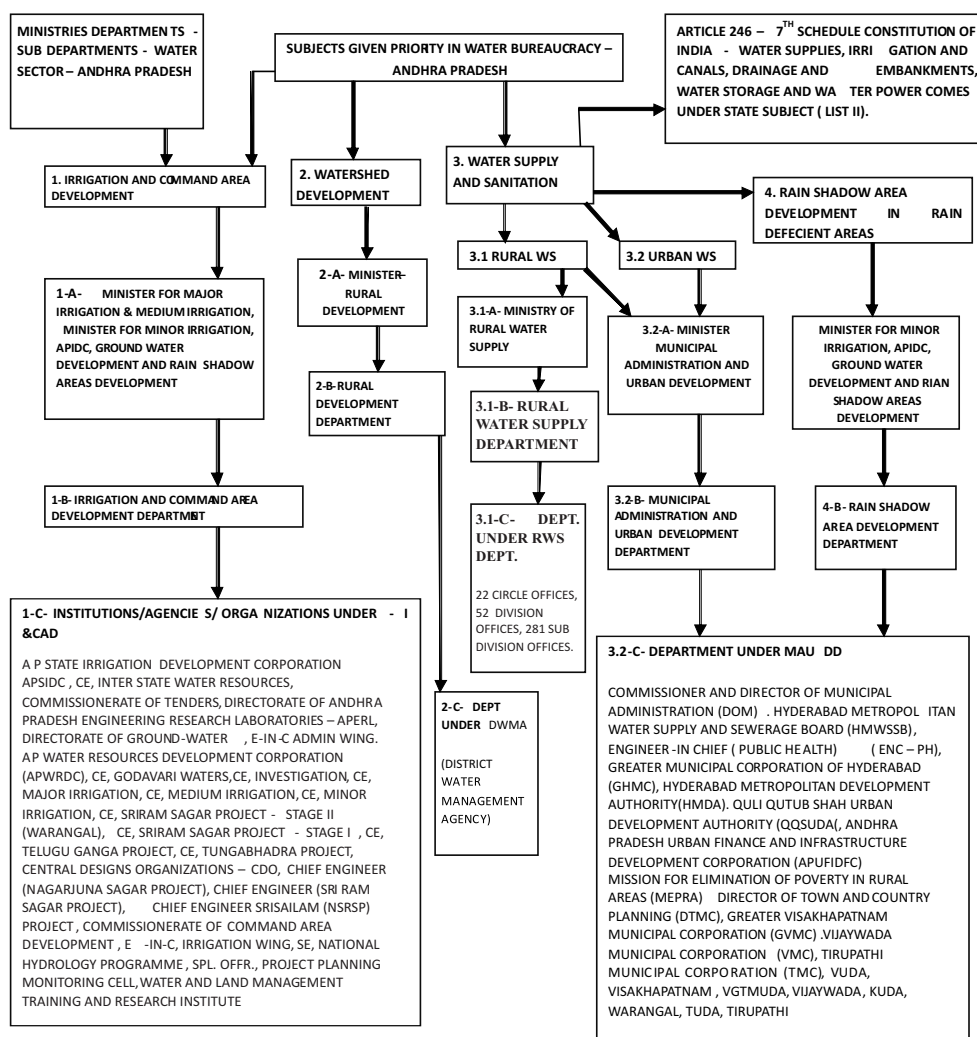 MINISTRIES DEPARTMENTS -
SUB DEPARTMENTS - WATER
SECTOR – ANDHRA PRADESH
SUBJECTS GIVEN PRIORITY IN WATER BUREAUCRACY –
ANDHRA PRADESH
ARTICLE 246 – 7TH SCHEDULE CONSTITUTION OF
INDIA - WATER SUPPLIES, IRRI GATION AND
CANALS, DRAINAGE AND EMBANKMENTS,
WATER STORAGE AND WA TER POWER COMES
UNDER STATE SUBJECT ( LIST II).
1. IRRIGATION AND COMMAND AREA
DEVELOPMENT
2. WATERSHED
DEVELOPMENT
3. WATER SUPPLY
AND SANITATION
4. RAIN SHADOW AREA
DEVELOPMENT IN RAIN
DEFECIENT AREAS
3.1 RURAL WS
3.2 URBAN WS
1-A- MINISTER FOR MAJOR
IRRIGATION & MEDIUM IRRIGATION,
MINISTER FOR MINOR IRRIGATION,
APIDC, GROUND WATER
DEVELOPMENT AND RAIN SHADOW
AREAS DEVELOPMENT
2-A- MINISTER–
RURAL
DEVELOPMENT
3.1-A- MINISTRY OF
RURAL WATER
SUPPLY
3.2-A- MINISTER
MUNICIPAL
ADMINISTRATION AND
URBAN DEVELOPMENT
MINISTER FOR MINOR
IRRIGATION, APIDC,
GROUND WATER
DEVELOPMENT AND RIAN
SHADOW AREAS
DEVELOPMENT
2-B-RURAL
DEVELOPMENT
DEPARTMENT
3.1-B- RURAL
WATER SUPPLY
DEPARTMENT
1-B- IRRIGATION AND COMMAND AREA
DEVELOPMENT DEPARTMENT
3.1-C- DEPT.
UNDER RWS
DEPT.
22 CIRCLE OFFICES,
52 DIVISION
OFFICES, 281 SUB
DIVISION OFFICES.
3.2-B- MUNICIPAL
ADMINISTRATION AND
URBAN DEVELOPMENT
DEPARTMENT
4-B- RAIN SHADOW
AREA DEVELOPMENT
DEPARTMENT
1-C- INSTITUTIONS/AGENCIE S/ ORGA NIZATIONS UNDER - I
&CAD
A P STATE IRRIGATION DEVELOPMENT CORPORATION
APSIDC , CE, INTER STATE WATER RESOURCES,
COMMISSIONERATE OF TENDERS, DIRECTORATE OF ANDHRA
PRADESH ENGINEERING RESEARCH LABORATORIES – APERL,
DIRECTORATE OF GROUND-WATER , E-IN-C ADMIN WING.
AP WATER RESOURCES DEVELOPMENT CORPORATION
(APWRDC), CE, GODAVARI WATERS,CE, INVESTIGATION, CE,
MAJOR IRRIGATION, CE, MEDIUM IRRIGATION, CE, MINOR
IRRIGATION, CE, SRIRAM SAGAR PROJECT - STAGE II
(WARANGAL), CE, SRIRAM SAGAR PROJECT - STAGE I , CE,
TELUGU GANGA PROJECT, CE, TUNGABHADRA PROJECT,
CENTRAL DESIGNS ORGANIZATIONS – CDO, CHIEF ENGINEER
(NAGARJUNA SAGAR PROJECT), CHIEF ENGINEER (SRI RAM
SAGAR PROJECT), CHIEF ENGINEER SRISAILAM (NSRSP)
PROJECT , COMMISSIONERATE OF COMMAND AREA
DEVELOPMENT , E -IN-C, IRRIGATION WING, SE, NATIONAL
HYDROLOGY PROGRAMME , SPL. OFFR., PROJECT PLANNING
MONITORING CELL, WATER AND LAND MANAGEMENT
TRAINING AND RESEARCH INSTITUTE
2-C- DEPT
UNDER DWMA
(DISTRICT
WATER
MANAGEMENT
AGENCY)
3.2-C- DEPARTMENT UNDER MAU DD
COMMISSIONER AND DIRECTOR OF MUNICIPAL
ADMINISTRATION (DOM) . HYDERABAD METROPOL ITAN
WATER SUPPLY AND SEWERAGE BOARD (HMWSSB),
ENGINEER -IN CHIEF ( PUBLIC HEALTH) ( ENC – PH),
GREATER MUNICIPAL CORPORATION OF HYDERABAD
(GHMC), HYDERABAD METROPOLITAN DEVELOPMENT
AUTHORITY(HMDA). QULI QUTUB SHAH URBAN
DEVELOPMENT AUTHORITY (QQSUDA(, ANDHRA
PRADESH URBAN FINANCE AND INFRASTRUCTURE
DEVELOPMENT CORPORATION (APUFIDFC)
MISSION FOR ELIMINATION OF POVERTY IN RURAL
AREAS (MEPRA) DIRECTOR OF TOWN AND COUNTRY
PLANNING (DTMC), GREATER VISAKHAPATNAM
MUNICIPAL CORPORATION (GVMC) .VIJAYWADA
MUNICIPAL CORPORATION (VMC), TIRUPATHI
MUNICIPAL CORPORATION (TMC), VUDA,
VISAKHAPATNAM , VGTMUDA, VIJAYWADA, KUDA,
WARANGAL, TUDA, TIRUPATHI